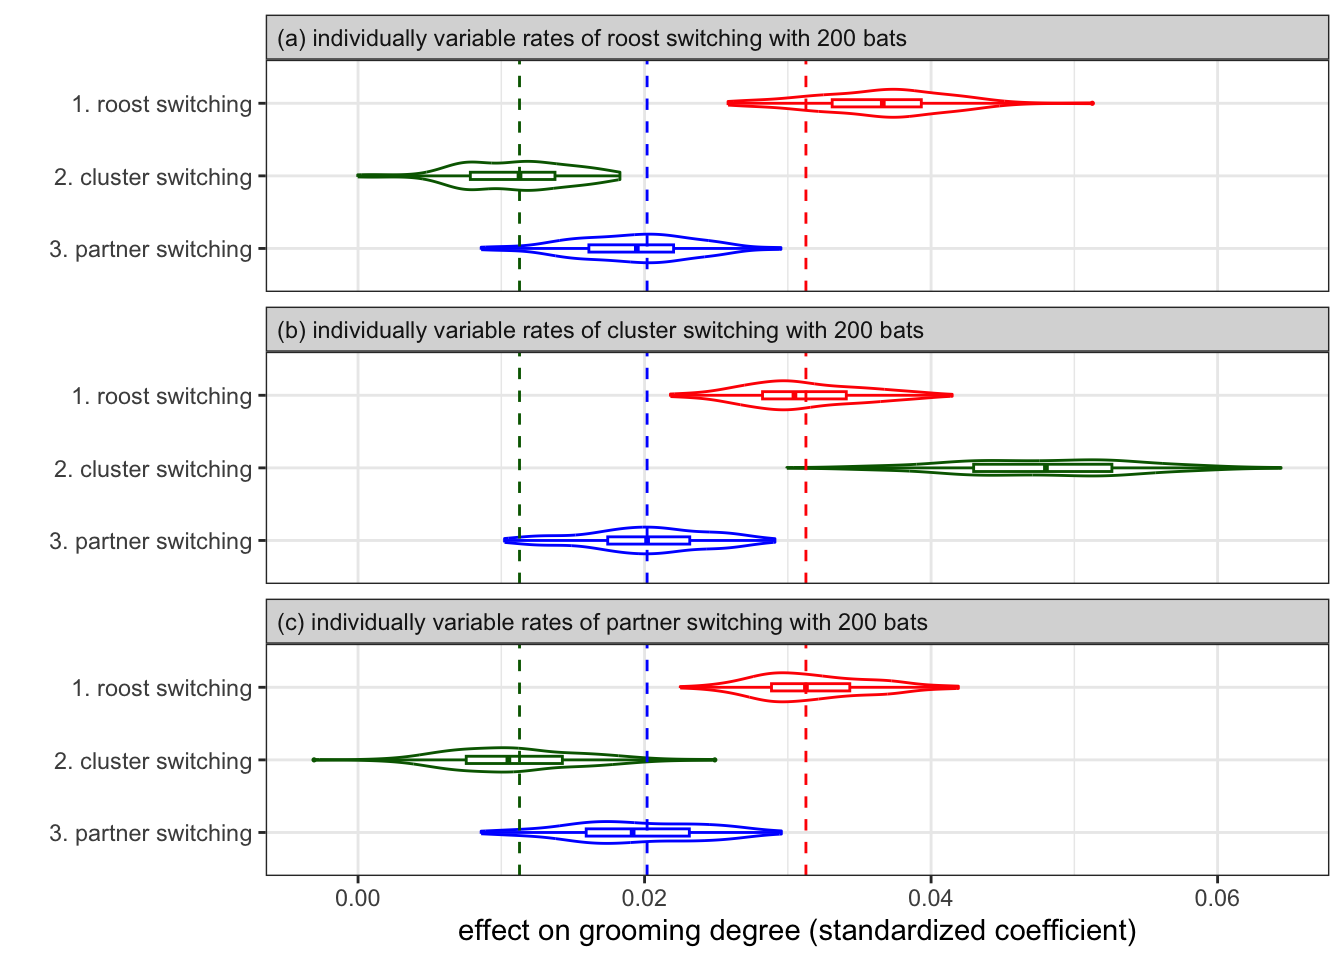 (a) individually variable rates of roost switching with 200 bats
1. roost switching
2. cluster switching
3. partner switching
(b) individually variable rates of cluster switching with 200 bats
1. roost switching
2. cluster switching
3. partner switching
(c) individually variable rates of partner switching with 200 bats
1. roost switching
2. cluster switching
3. partner switching
0.00 0.02 0.04 0.06
effect on grooming degree (standardized coefficient)